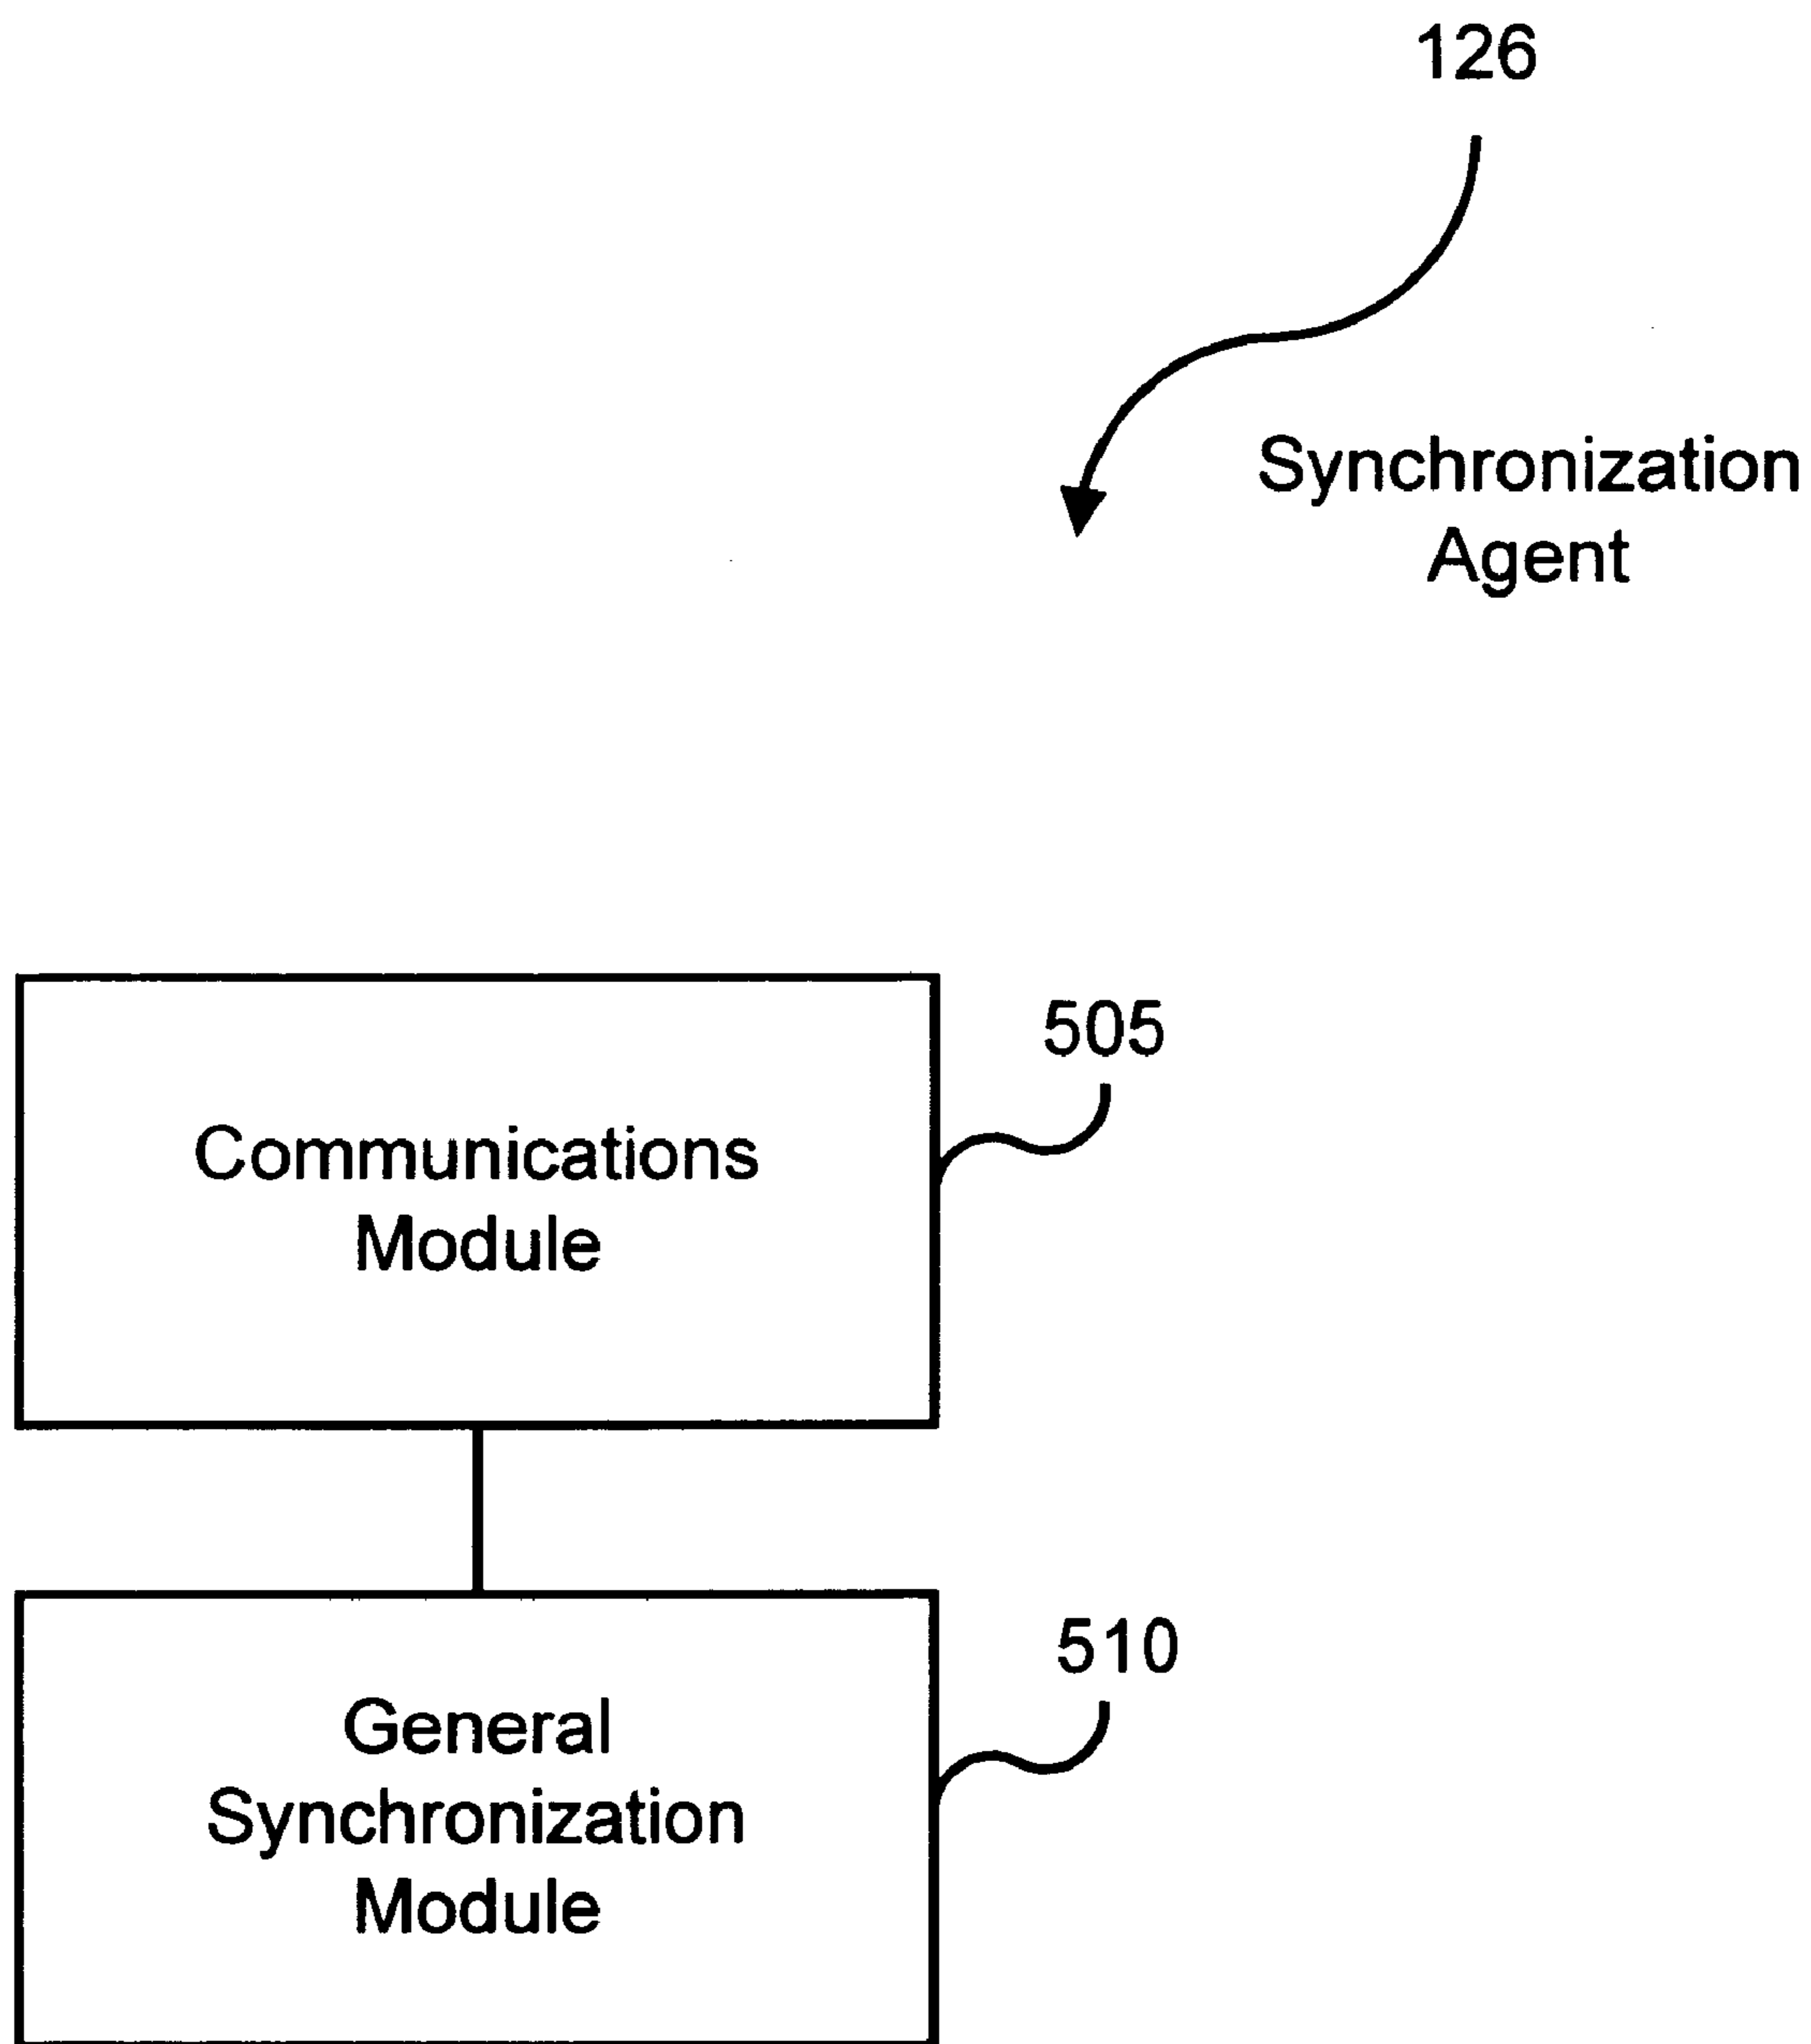 126
Synchronization
Agent
505
Communications
Module
510
General
Synchronization
Module